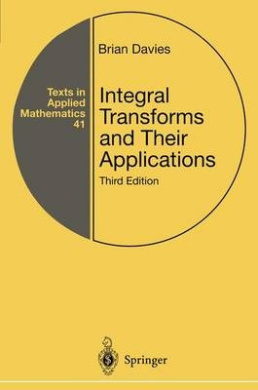 Brian Davies
Texts in
Applied
Mathematics
41
Integral
Transforms
and Their
Applications
Third Edition
Springer